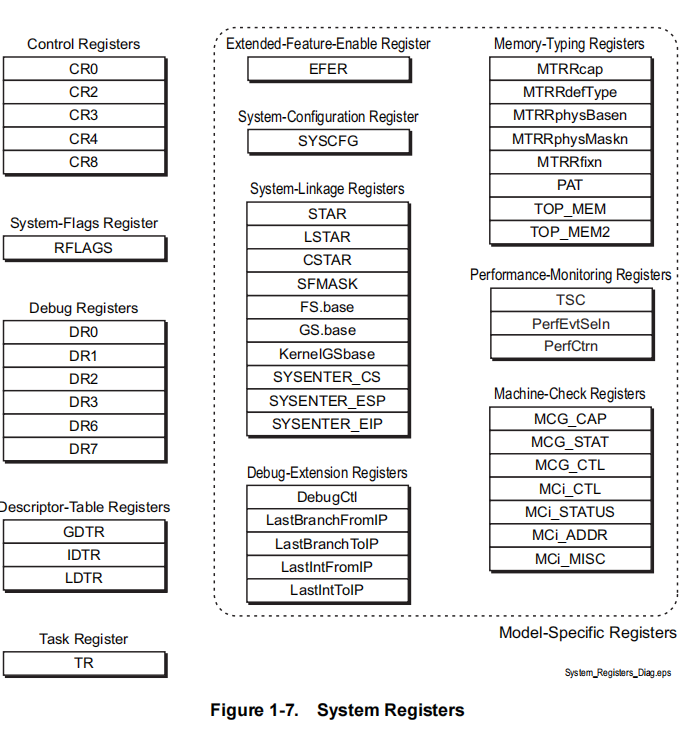 Control Registers
CR0
CR2
CR3
CR4
CR8
System-Flags Register
RFLAGS
Debug Registers
DR0
DR1
DR2
DR3
DR6
DR7
Descriptor-Table Registers
GDTR
IDTR
LDTR
Task Register
TR
Extended-Feature-Enable Register
EFER
System-Configuration Register
SYSCFG
System-Linkage Registers
STAR
LSTAR
CSTAR
SFMASK
FS.base
GS.base
KernelGSbase
SYSENTER_CS
SYSENTER_ESP
SYSENTER_EIP
Debug-Extension Registers
DebugCtl
LastBranchFromIP
LastBranchToIP
LastIntFromIP
LastIntToIP
Memory-Typing Registers
MTRRcap
MTRRdefType
MTRRphysBasen
MTRRphysMaskn
MTRRfixn
PAT
TOP_MEM
TOP_MEM2
Performance-Monitoring Registers
TSC
PerfEvtSeln
PerfCtrn
Machine-Check Registers
MCG_CAP
MCG_STAT
MCG_CTL
MCi_CTL
MCi_STATUS
MCi_ADDR
MCi_MISC
Model-Specific Registers
System_Registers_Diag.eps
Figure 1-7. System Registers